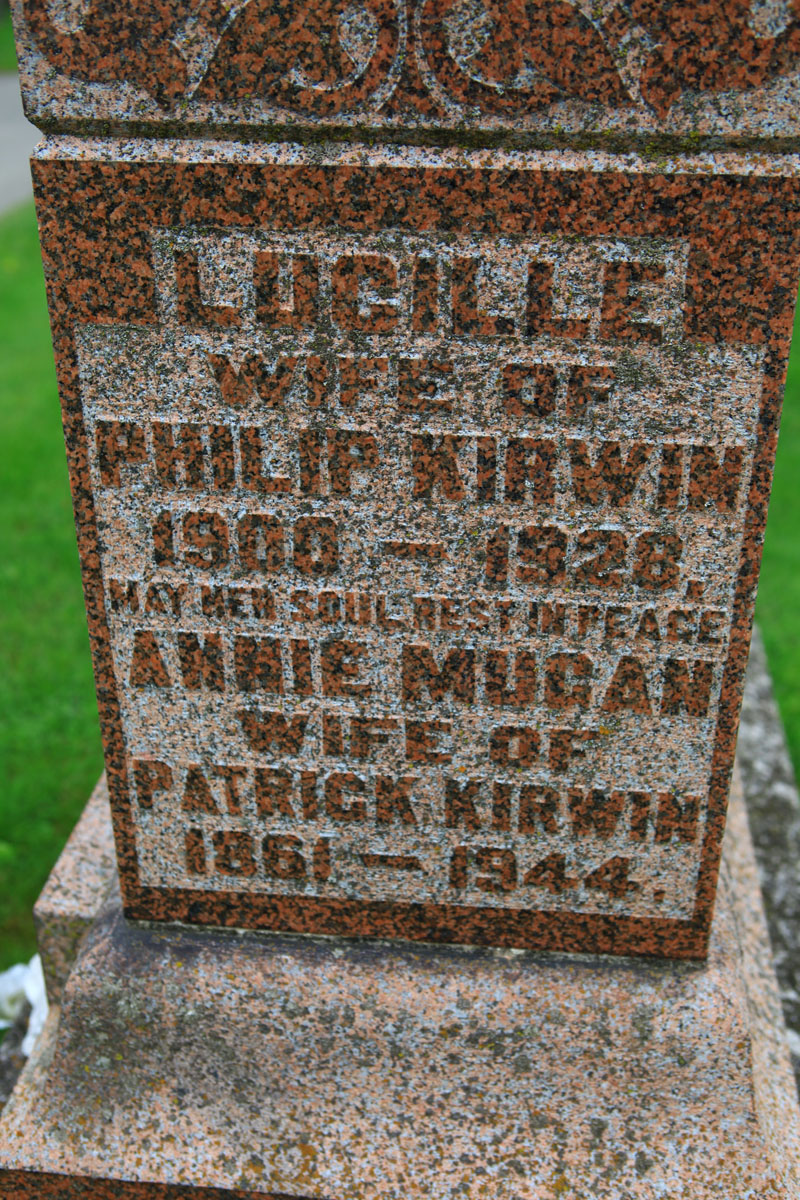 LUCILLE
WIFE OF
PHILIP KIRWIN
1900 — 1928.
MAY HER SOUL REST IN PEACE
ANNIE MUGAN
WIFE OF
PATRICK KIRWIN
1861 — 1944.